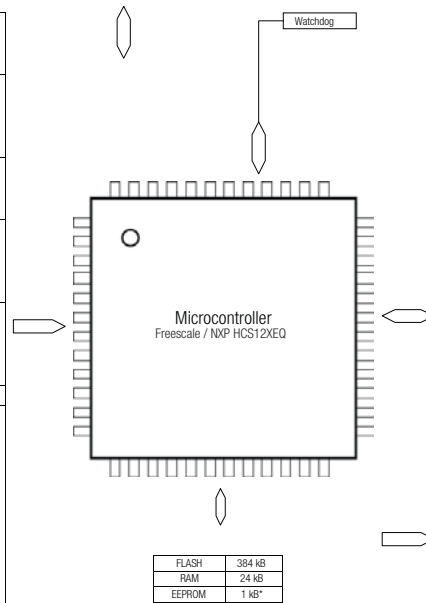 Watchdog
Microcontroller
Freescale / NXP HCS12XEQ
FLASH 384 kB
RAM 24 kB
EEPROM 1 kB*